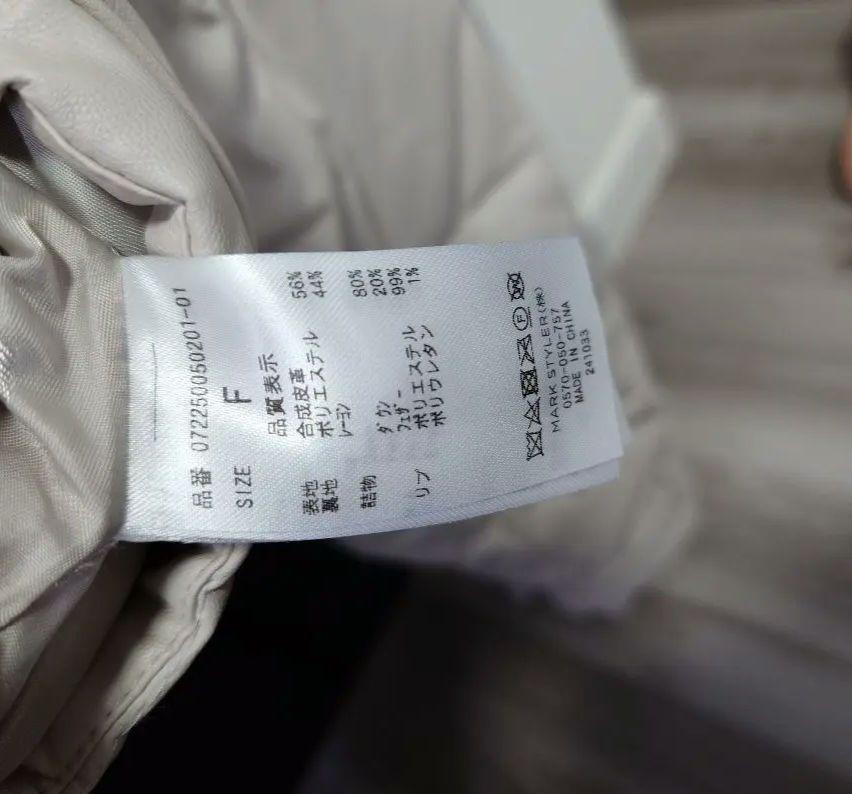 品番 072250050201-01
SIZE F
品質表示
表地 合成皮革
裏地 ポリエステル 56%
レーヨン 44%
詰物 ダウン 80%
フェザー 20%
リブ ポリエステル 99%
ポリウレタン 1%
F
MARK STYLER(株)
0570-050-757
MADE IN CHINA
241033